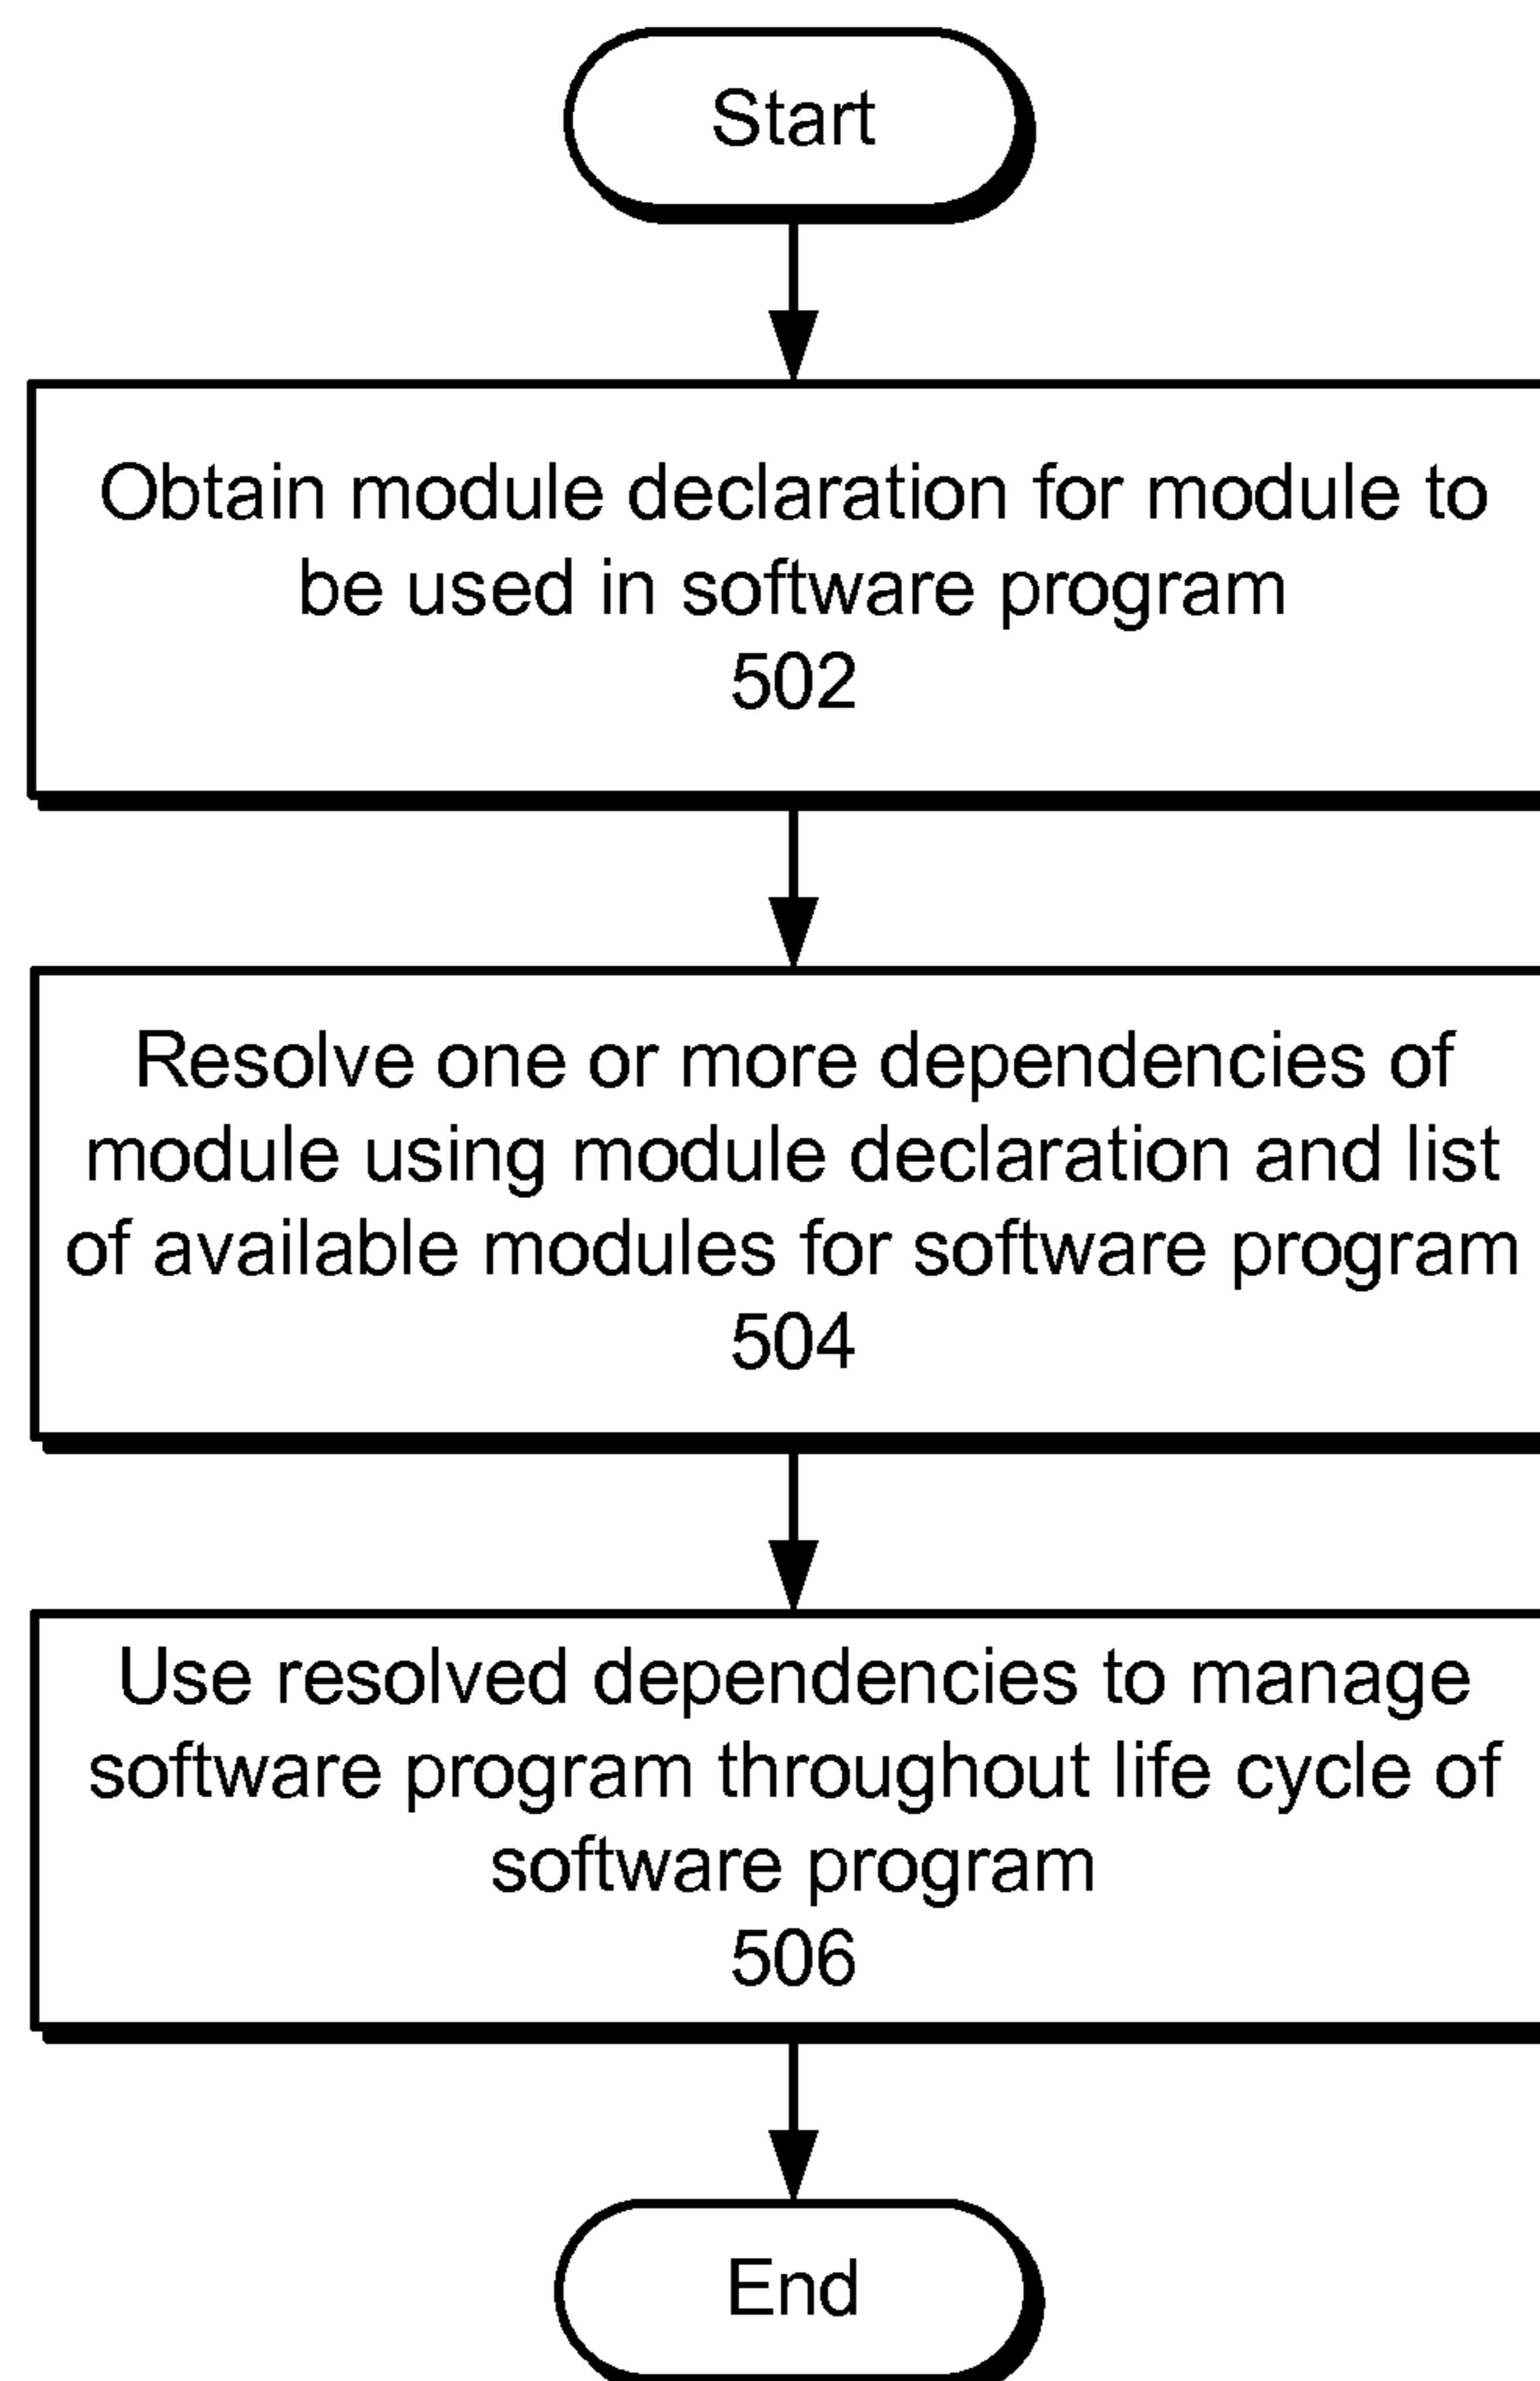 Start
Obtain module declaration for module to
be used in software program
502
Resolve one or more dependencies of
module using module declaration and list
of available modules for software program
504
Use resolved dependencies to manage
software program throughout life cycle of
software program
506
End